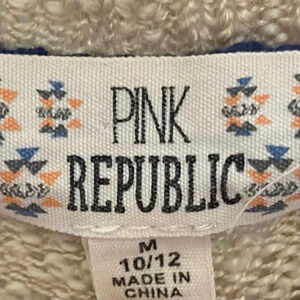 PINK
REPUBLIC
M
10/12
MADE IN
CHINA